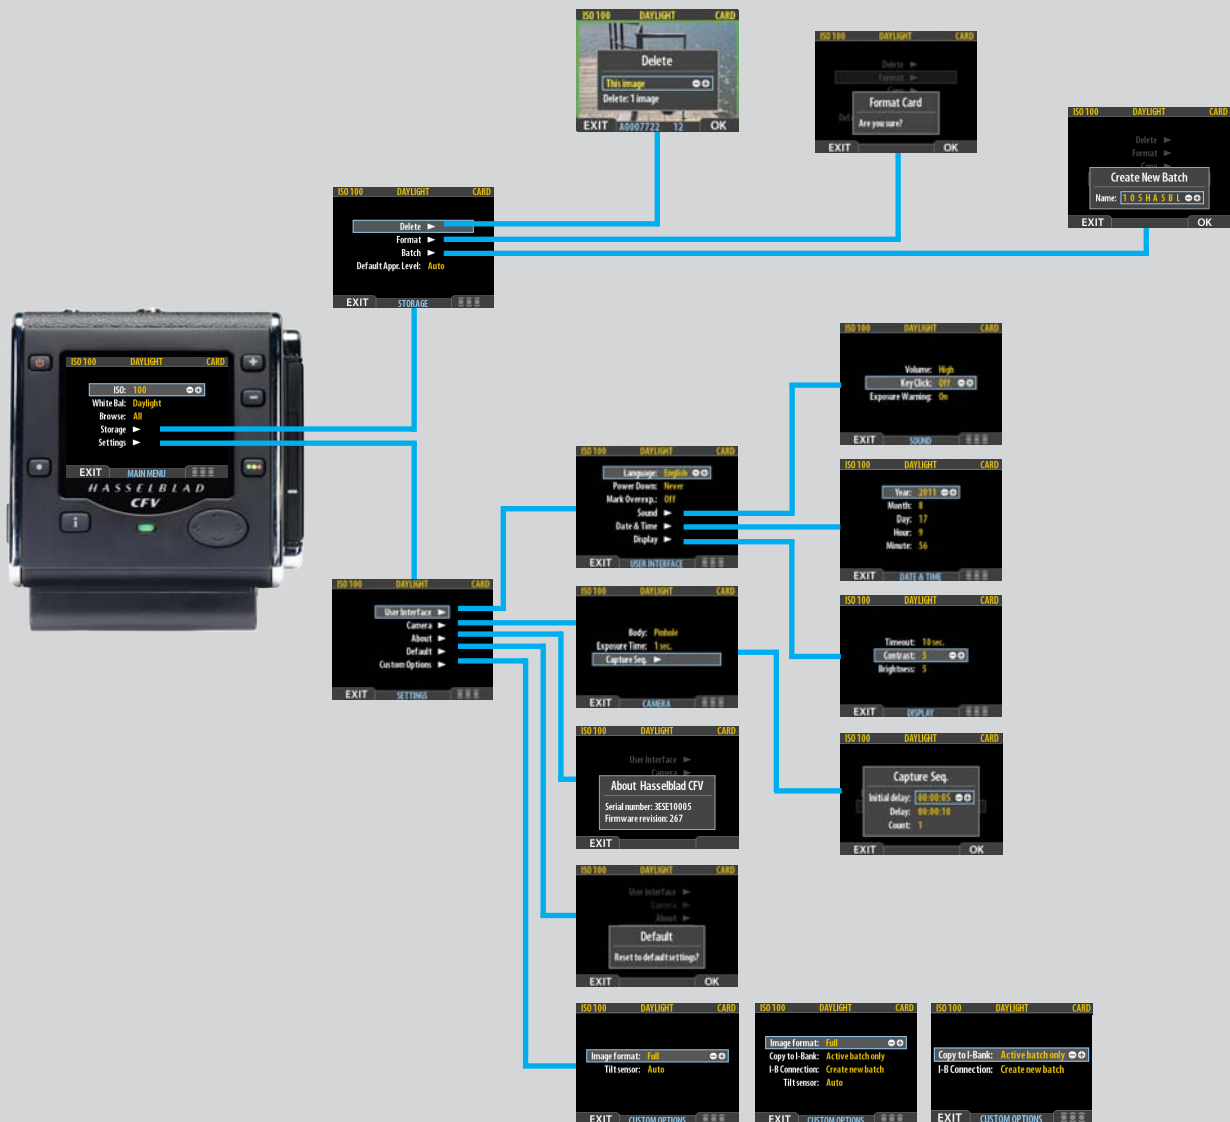 ISO 100 DAYLIGHT CARD
Delete
This image
Delete: 1 image
EXIT A0007722 12 OK
ISO 100 DAYLIGHT CARD
Delete
Format
Copy
Format Card
Are you sure?
EXIT OK
ISO 100 DAYLIGHT CARD
Delete
Format
Copy
Create New Batch
Name: 1 0 5 H A S B L
EXIT OK
ISO 100 DAYLIGHT CARD
Delete
Format
Batch
Default Appr. Level: Auto
EXIT STORAGE
ISO 100 DAYLIGHT CARD
ISO: 100
White Bal: Daylight
Browse: All
Storage
Settings
EXIT MAIN MENU
HASSELBLAD
CFV
i
ISO 100 DAYLIGHT CARD
User Interface
Camera
About
Default
Custom Options
EXIT SETTINGS
ISO 100 DAYLIGHT CARD
Language: English
Power Down: Never
Mark Overexp.: Off
Sound
Date & Time
Display
EXIT USER INTERFACE
ISO 100 DAYLIGHT CARD
Volume: High
Key Click: Off
Exposure Warning: On
EXIT SOUND
ISO 100 DAYLIGHT CARD
Year: 2011
Month: 8
Day: 17
Hour: 9
Minute: 56
EXIT DATE & TIME
ISO 100 DAYLIGHT CARD
Timeout: 10 sec.
Contrast: 5
Brightness: 5
EXIT DISPLAY
ISO 100 DAYLIGHT CARD
Body: Pinhole
Exposure Time: 1 sec.
Capture Seq.
EXIT CAMERA
ISO 100 DAYLIGHT CARD
Capture Seq.
Initial delay: 00:00:05
Delay: 00:00:10
Count: 1
EXIT OK
ISO 100 DAYLIGHT CARD
User Interface
Camera
About Hasselblad CFV
Serial number: 3ESE10005
Firmware revision: 267
EXIT
ISO 100 DAYLIGHT CARD
User Interface
Camera
About
Default
Reset to default settings?
EXIT OK
ISO 100 DAYLIGHT CARD
Image format: Full
Tilt sensor: Auto
EXIT CUSTOM OPTIONS
ISO 100 DAYLIGHT CARD
Image format: Full
Copy to I-Bank: Active batch only
I-B Connection: Create new batch
Tilt sensor: Auto
EXIT CUSTOM OPTIONS
ISO 100 DAYLIGHT CARD
Copy to I-Bank: Active batch only
I-B Connection: Create new batch
EXIT CUSTOM OPTIONS